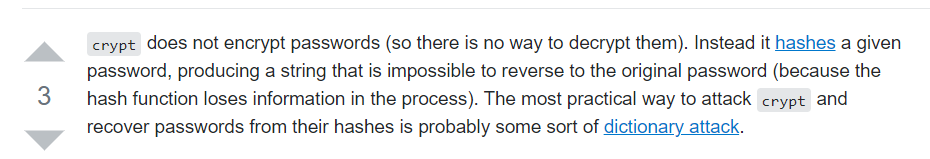 crypt does not encrypt passwords (so there is no way to decrypt them). Instead it hashes a given
password, producing a string that is impossible to reverse to the original password (because the
3
hash function loses information in the process). The most practical way to attack crypt and
recover passwords from their hashes is probably some sort of dictionary attack.